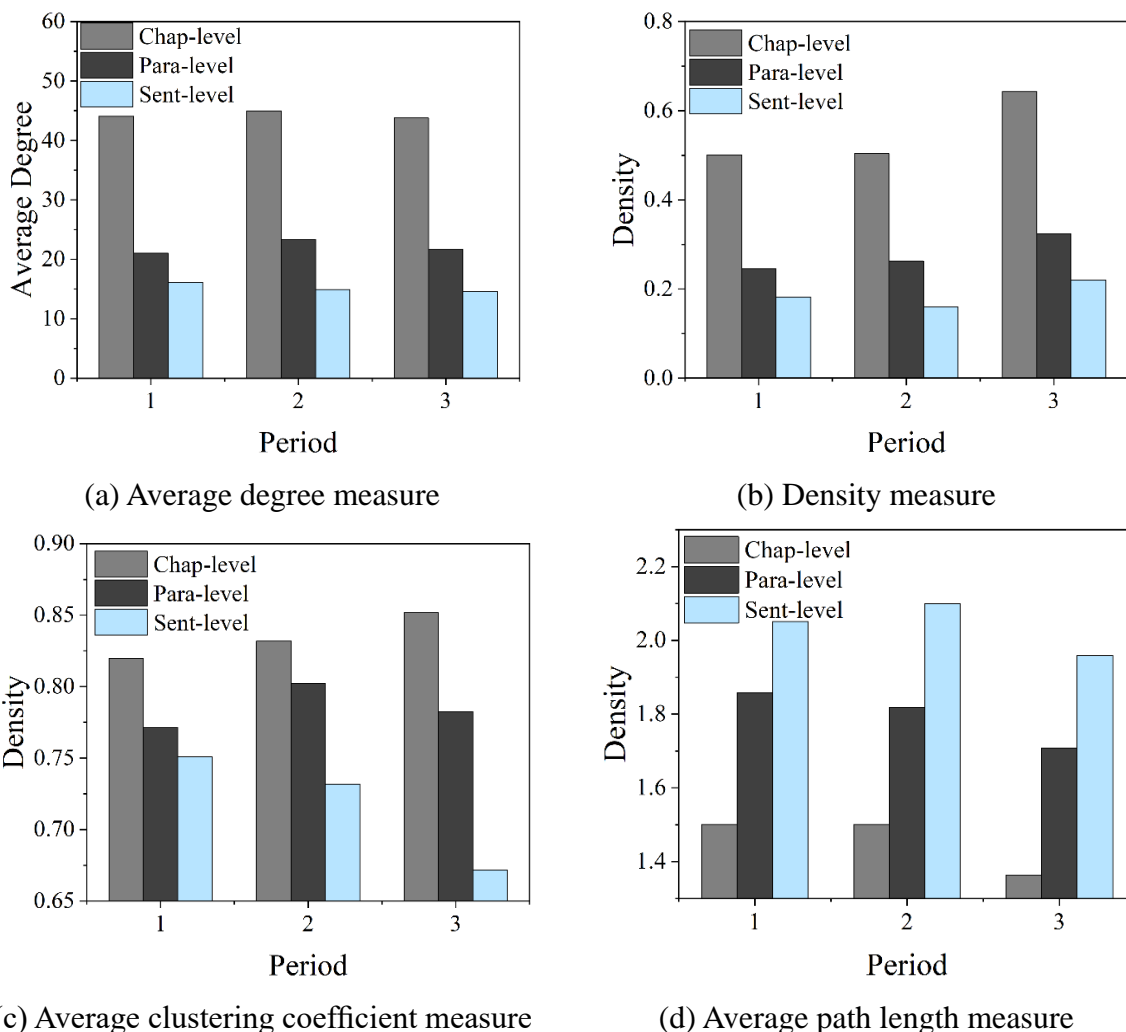 60
50
40
30
20
10
0
Average Degree
Chap-level
Para-level
Sent-level
1 2 3
Period
(a) Average degree measure
0.8
0.6
0.4
0.2
0.0
Density
Chap-level
Para-level
Sent-level
1 2 3
Period
(b) Density measure
0.90
0.85
0.80
0.75
0.70
0.65
Density
Chap-level
Para-level
Sent-level
1 2 3
Period
c) Average clustering coefficient measure
2.2
2.0
1.8
1.6
1.4
Density
Chap-level
Para-level
Sent-level
1 2 3
Period
(d) Average path length measure